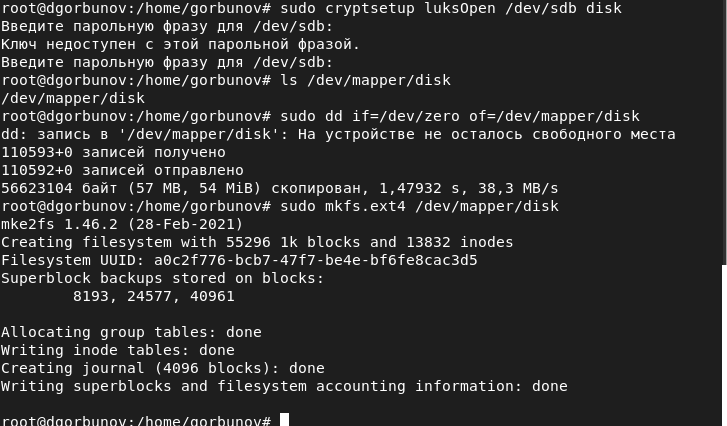 root@dgorbunov:/home/gorbunov# sudo cryptsetup luksOpen /dev/sdb disk
Введите парольную фразу для /dev/sdb:
Ключ недоступен с этой парольной фразой.
Введите парольную фразу для /dev/sdb:
root@dgorbunov:/home/gorbunov# ls /dev/mapper/disk
/dev/mapper/disk
root@dgorbunov:/home/gorbunov# sudo dd if=/dev/zero of=/dev/mapper/disk
dd: запись в '/dev/mapper/disk': На устройстве не осталось свободного места
110593+0 записей получено
110592+0 записей отправлено
56623104 байт (57 MB, 54 MiB) скопирован, 1,47932 s, 38,3 MB/s
root@dgorbunov:/home/gorbunov# sudo mkfs.ext4 /dev/mapper/disk
mke2fs 1.46.2 (28-Feb-2021)
Creating filesystem with 55296 1k blocks and 13832 inodes
Filesystem UUID: a0c2f776-bcb7-47f7-be4e-bf6fe8cac3d5
Superblock backups stored on blocks:
        8193, 24577, 40961

Allocating group tables: done
Writing inode tables: done
Creating journal (4096 blocks): done
Writing superblocks and filesystem accounting information: done

root@dgorbunov:/home/gorbunov#